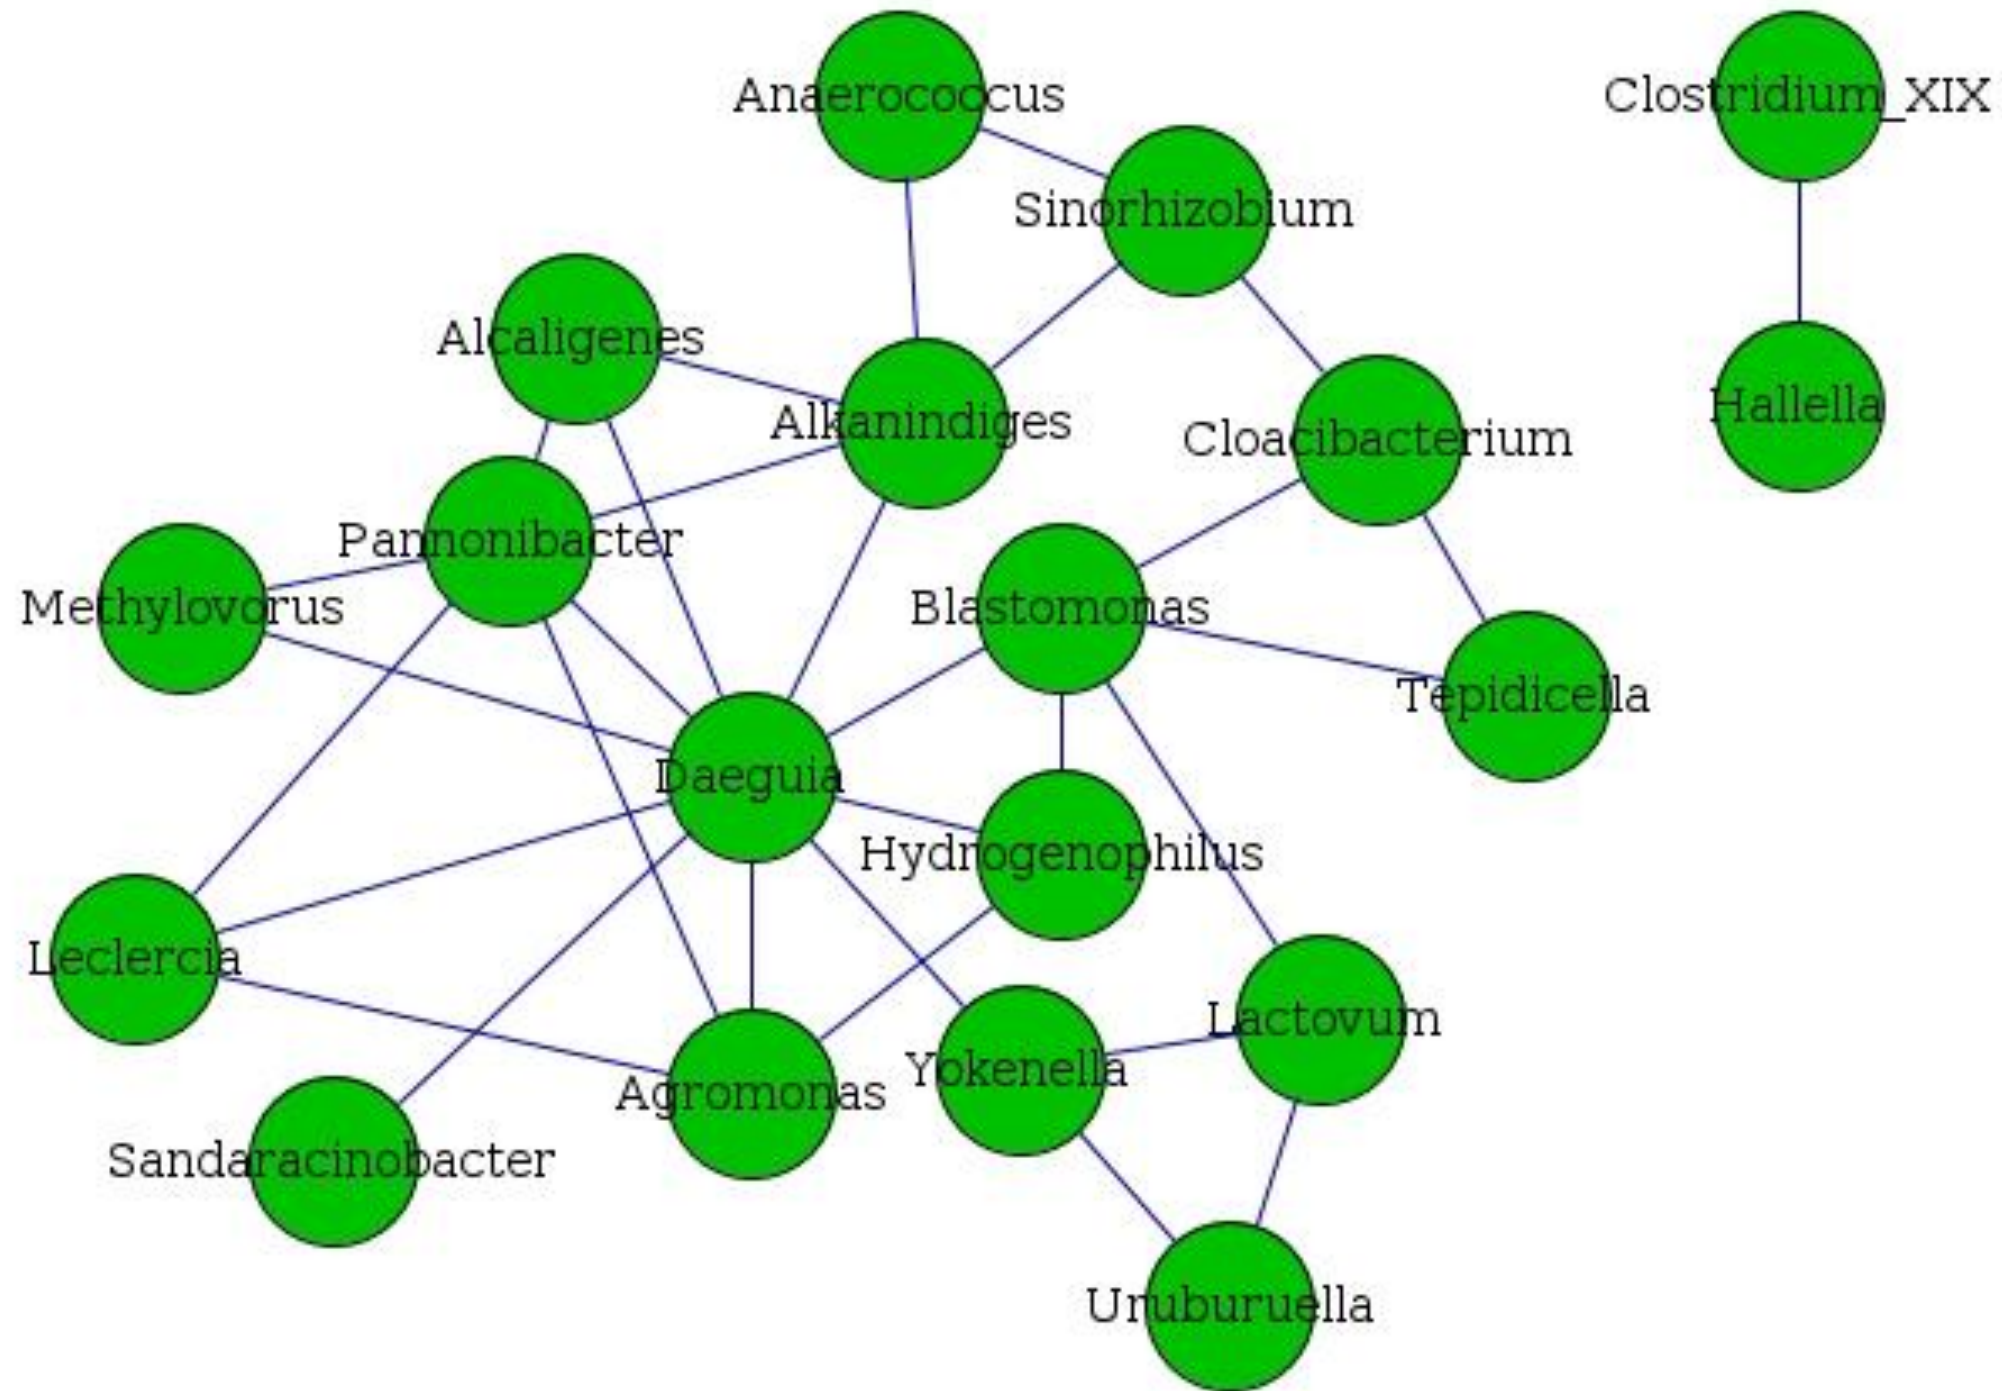 Anaerococcus
Clostridium_XIX
Sinorhizobium
Alcaligenes
Hallella
Alkanindiges
Cloacibacterium
Pannonibacter
Methylovorus
Blastomonas
Tepidicella
Daeguia
Hydrogenophilus
Leclercia
Lactovum
Yokenella
Agromonas
Sandaracinobacter
Uruburuella